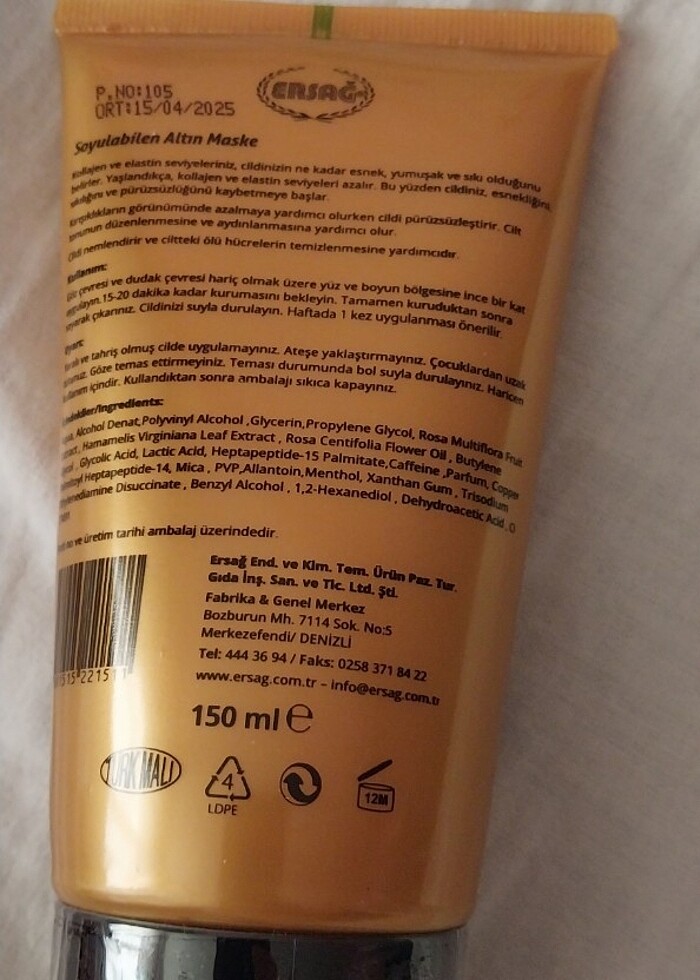 P.NO:105
ÜRT:15/04/2025
ERSAĞ
Soyulabilen Altın Maske
Kollajen ve elastin seviyeleriniz, cildinizin ne kadar esnek, yumuşak ve sıkı olduğunu
belirler. Yaşlandıkça, kollajen ve elastin seviyeleri azalır. Bu yüzden cildiniz, esnekliğini,
sıkılığını ve pürüzsüzlüğünü kaybetmeye başlar.
Kırışıklıkların görünümünde azalmaya yardımcı olurken cildi pürüzsüzleştirir. Cilt
tonunun düzenlenmesine ve aydınlanmasına yardımcı olur.
Cildi nemlendirir ve ciltteki ölü hücrelerin temizlenmesine yardımcıdır.
Kullanım:
Göz çevresi ve dudak çevresi hariç olmak üzere yüz ve boyun bölgesine ince bir kat
uygulayın.15-20 dakika kadar kurumasını bekleyin. Tamamen kuruduktan sonra
soyarak çıkarınız. Cildinizi suyla durulayın. Haftada 1 kez uygulanması önerilir.
ve tahriş olmuş cilde uygulamayınız. Ateşe yaklaştırmayınız. Çocuklardan uzak
Göze temas ettirmeyiniz. Teması durumunda bol suyla durulayınız. Haricen
kullanım içindir. Kullandıktan sonra ambalajı sıkıca kapayınız.
/Ingredients:
Alcohol Denat,Polyvinyl Alcohol ,Glycerin,Propylene Glycol, Rosa Multiflora Fruit
Hamamelis Virginiana Leaf Extract , Rosa Centifolia Flower Oil , Butylene
, Glycolic Acid, Lactic Acid, Heptapeptide-15 Palmitate,Caffeine ,Parfum, Copper
Heptapeptide-14, Mica , PVP,Allantoin,Menthol, Xanthan Gum , Trisodium
Disuccinate , Benzyl Alcohol , 1,2-Hexanediol , Dehydroacetic Acid
ve üretim tarihi ambalaj üzerindedir.
Ersağ End. ve Kim. Tem. Ürün Paz. Tur.
Gıda İnş. San. ve Tic. Ltd. Şti.
Fabrika & Genel Merkez
Bozburun Mh. 7114 Sok. No:5
Merkezefendi/ DENİZLİ
Tel: 444 36 94 / Faks: 0258 371 84 22
www.ersag.com.tr – info@ersag.com.tr
150 ml ℮
TÜRK MALI
4
LDPE
12M